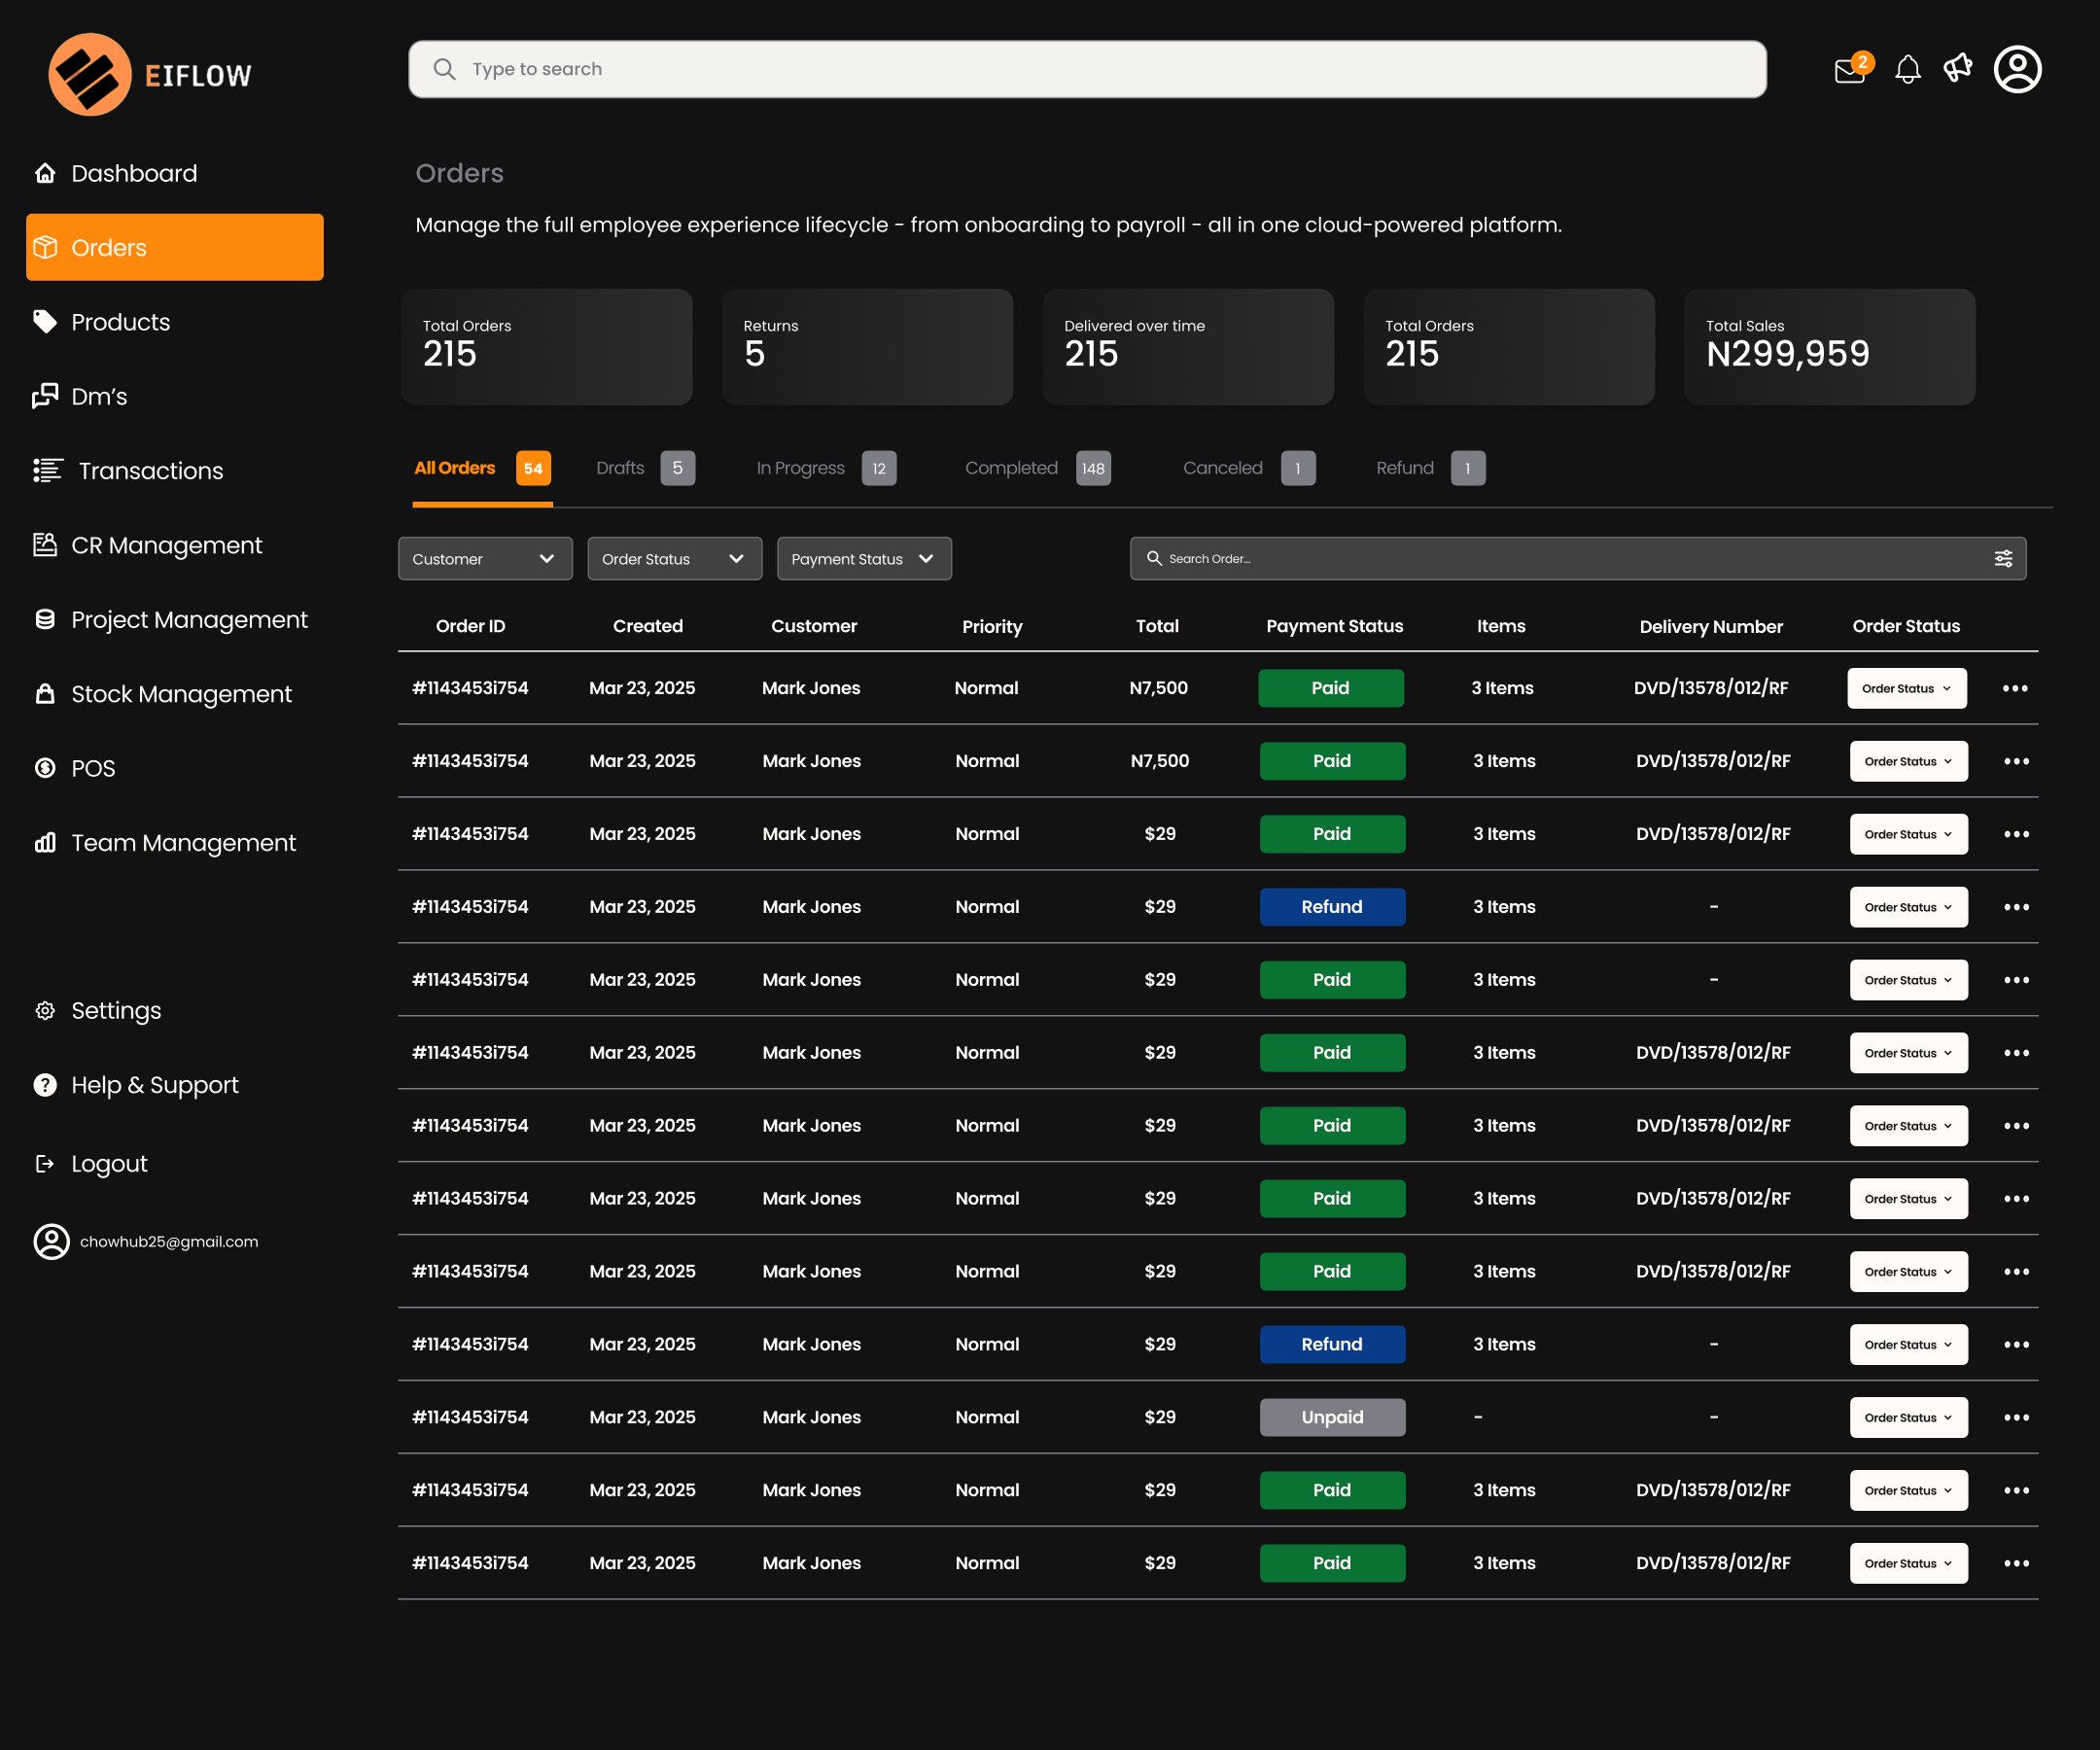 EIFLOW
Type to search
2
Dashboard
Orders
Products
Dm's
Transactions
CR Management
Project Management
Stock Management
POS
Team Management
Settings
Help & Support
Logout
chowhub25@gmail.com
Orders
Manage the full employee experience lifecycle - from onboarding to payroll - all in one cloud-powered platform.
Total Orders
215
Returns
5
Delivered over time
215
Total Orders
215
Total Sales
N299,959
All Orders 54 Drafts 5 In Progress 12 Completed 148 Canceled 1 Refund 1
Customer Order Status Payment Status Search Order...
Order ID Created Customer Priority Total Payment Status Items Delivery Number Order Status
#1143453i754 Mar 23, 2025 Mark Jones Normal N7,500 Paid 3 Items DVD/13578/012/RF Order Status
#1143453i754 Mar 23, 2025 Mark Jones Normal N7,500 Paid 3 Items DVD/13578/012/RF Order Status
#1143453i754 Mar 23, 2025 Mark Jones Normal $29 Paid 3 Items DVD/13578/012/RF Order Status
#1143453i754 Mar 23, 2025 Mark Jones Normal $29 Refund 3 Items - Order Status
#1143453i754 Mar 23, 2025 Mark Jones Normal $29 Paid 3 Items - Order Status
#1143453i754 Mar 23, 2025 Mark Jones Normal $29 Paid 3 Items DVD/13578/012/RF Order Status
#1143453i754 Mar 23, 2025 Mark Jones Normal $29 Paid 3 Items DVD/13578/012/RF Order Status
#1143453i754 Mar 23, 2025 Mark Jones Normal $29 Paid 3 Items DVD/13578/012/RF Order Status
#1143453i754 Mar 23, 2025 Mark Jones Normal $29 Paid 3 Items DVD/13578/012/RF Order Status
#1143453i754 Mar 23, 2025 Mark Jones Normal $29 Refund 3 Items - Order Status
#1143453i754 Mar 23, 2025 Mark Jones Normal $29 Unpaid - - Order Status
#1143453i754 Mar 23, 2025 Mark Jones Normal $29 Paid 3 Items DVD/13578/012/RF Order Status
#1143453i754 Mar 23, 2025 Mark Jones Normal $29 Paid 3 Items DVD/13578/012/RF Order Status